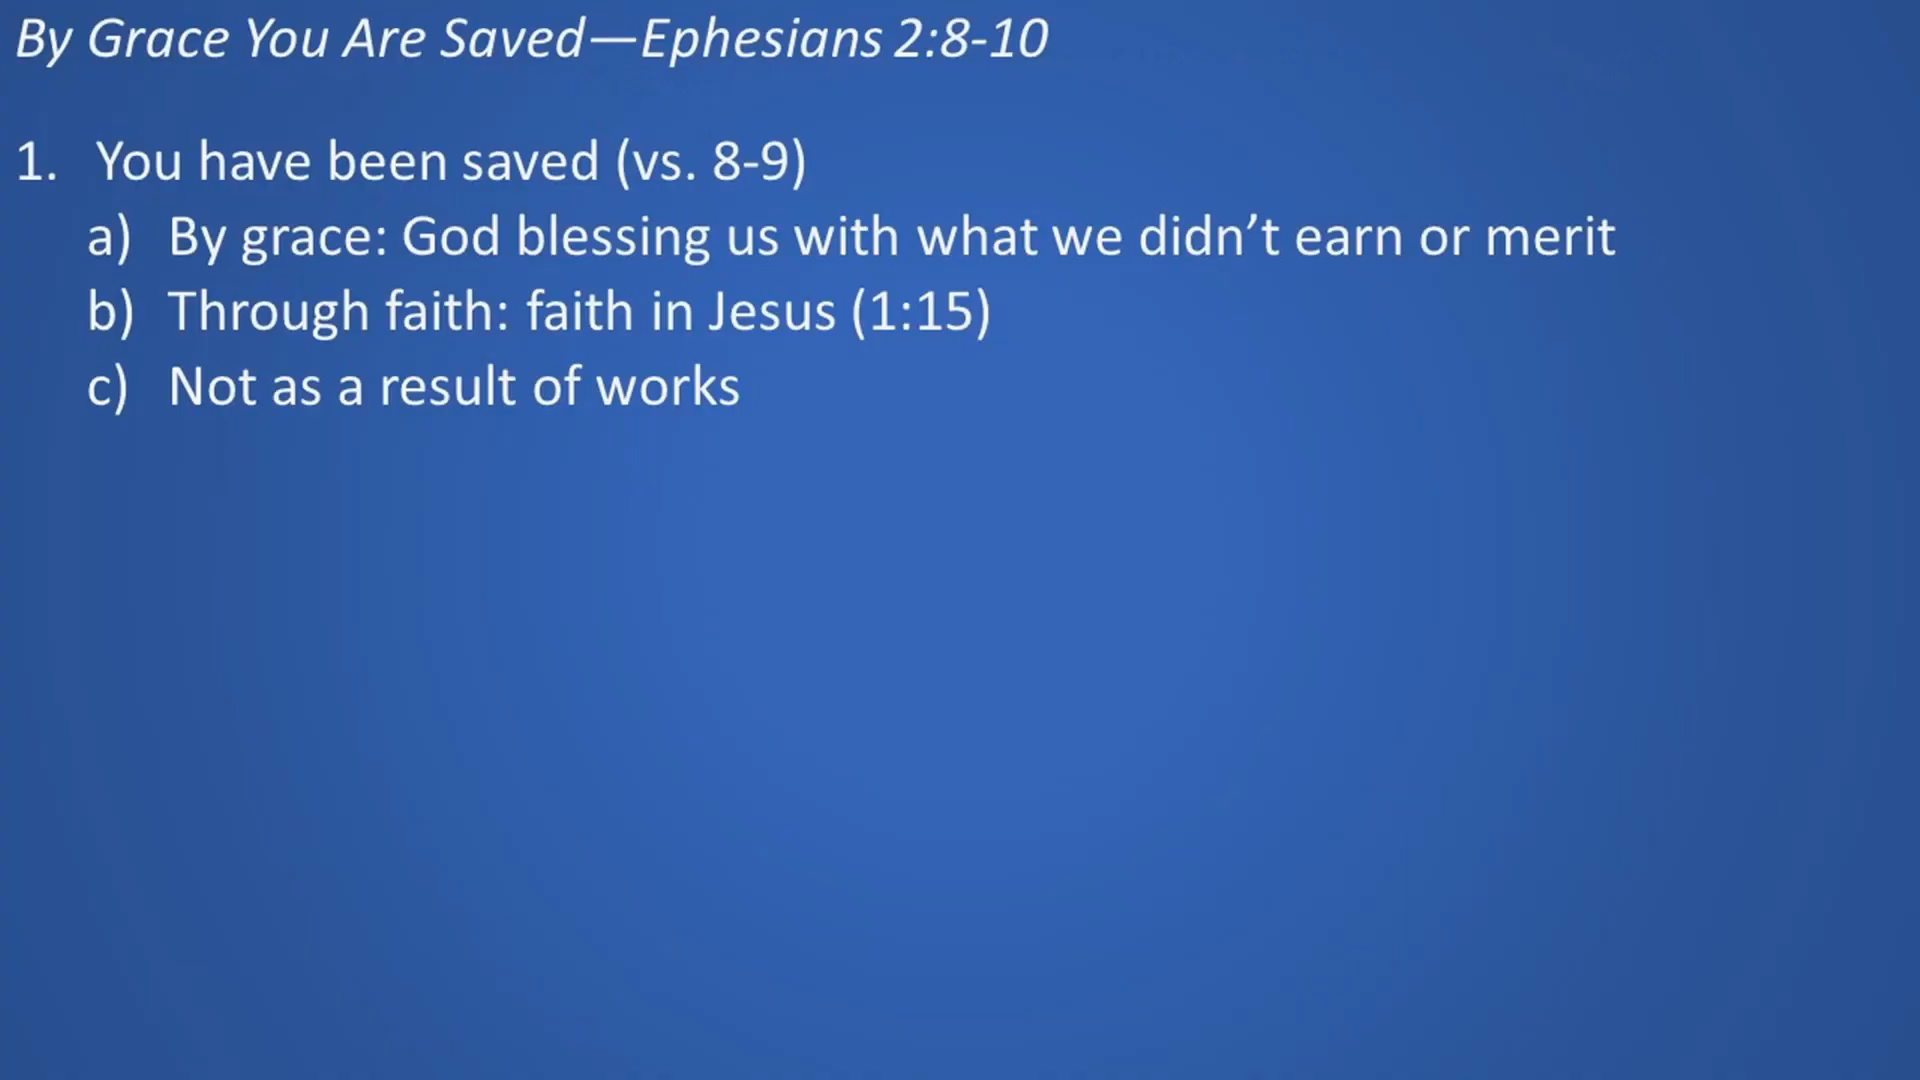 By Grace You Are Saved—Ephesians 2:8-10
1. You have been saved (vs. 8-9)
a) By grace: God blessing us with what we didn’t earn or merit
b) Through faith: faith in Jesus (1:15)
c) Not as a result of works